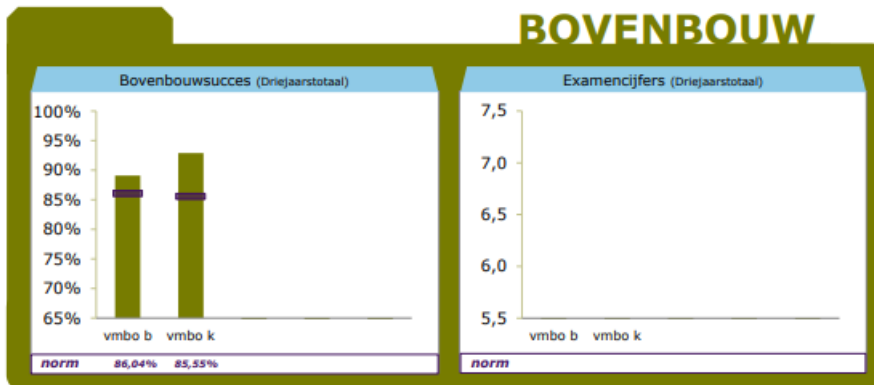 BOVENBOUW
Bovenbouwsucces (Driejaarstotaal)
100%
95%
90%
85%
80%
75%
70%
65%
vmbo b vmbo k
norm 86,04% 85,55%
Examencijfers (Driejaarstotaal)
7,5
7,0
6,5
6,0
5,5
vmbo b vmbo k
norm